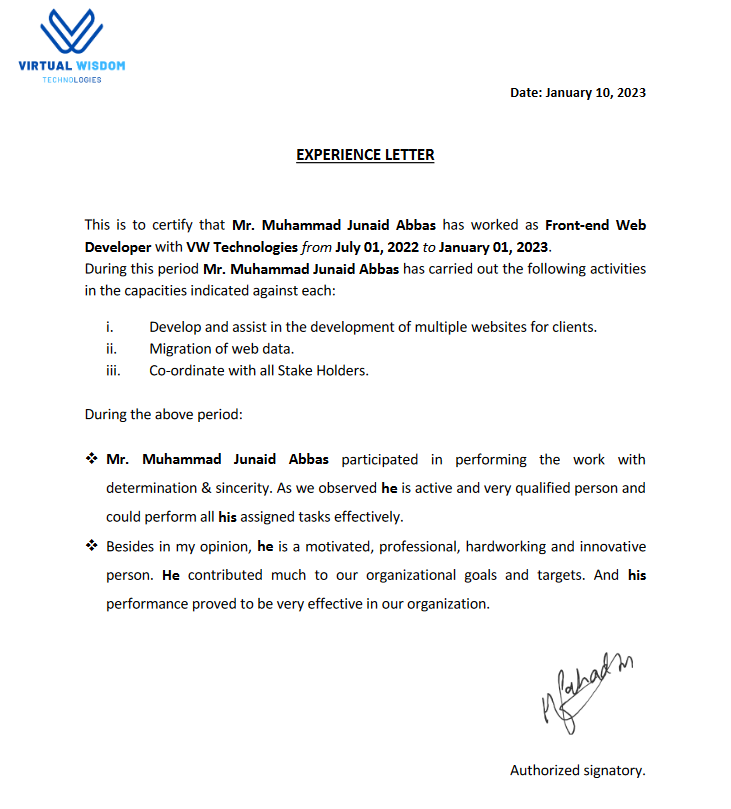 VIRTUAL WISDOM
TECHNOLOGIES
Date: January 10, 2023
EXPERIENCE LETTER
This is to certify that Mr. Muhammad Junaid Abbas has worked as Front-end Web
Developer with VW Technologies from July 01, 2022 to January 01, 2023.
During this period Mr. Muhammad Junaid Abbas has carried out the following activities
in the capacities indicated against each:
i. Develop and assist in the development of multiple websites for clients.
ii. Migration of web data.
iii. Co-ordinate with all Stake Holders.
During the above period:
❖ Mr. Muhammad Junaid Abbas participated in performing the work with
determination & sincerity. As we observed he is active and very qualified person and
could perform all his assigned tasks effectively.
❖ Besides in my opinion, he is a motivated, professional, hardworking and innovative
person. He contributed much to our organizational goals and targets. And his
performance proved to be very effective in our organization.
Authorized signatory.